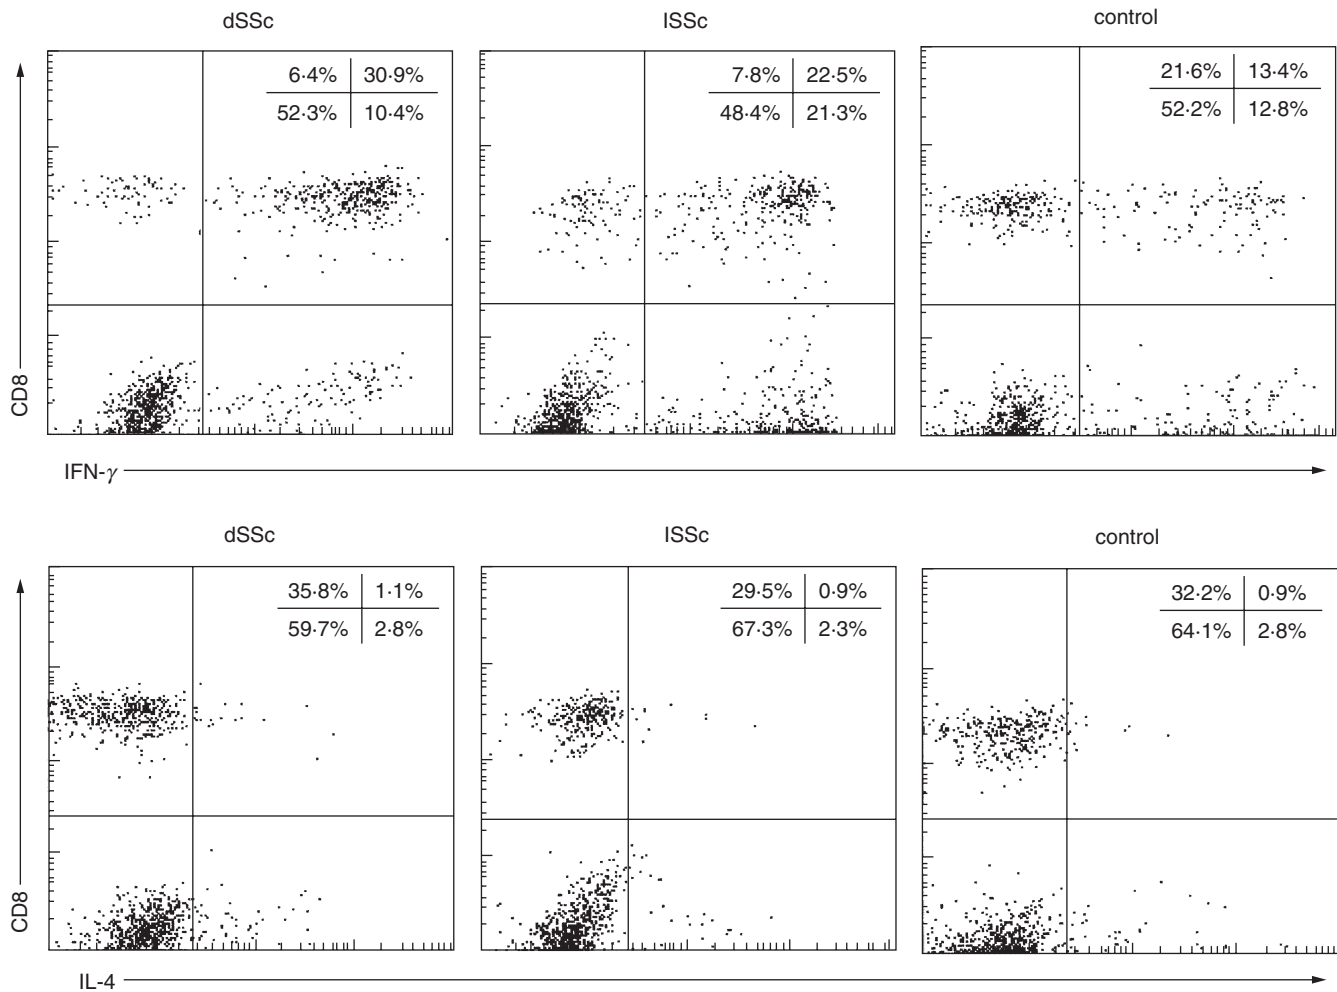 dSSc lSSc control
6·4% 30·9% 7·8% 22·5% 21·6% 13·4%
52·3% 10·4% 48·4% 21·3% 52·2% 12·8%
CD8
IFN-γ
dSSc lSSc control
35·8% 1·1% 29·5% 0·9% 32·2% 0·9%
59·7% 2·8% 67·3% 2·3% 64·1% 2·8%
CD8
IL-4